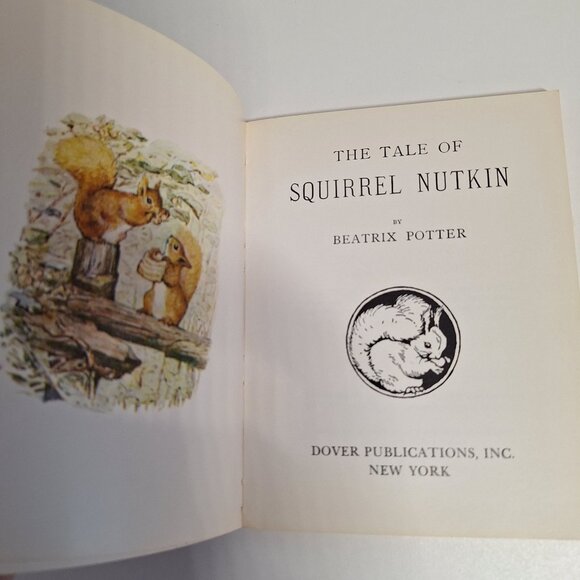 THE TALE OF
SQUIRREL NUTKIN
BY
BEATRIX POTTER
DOVER PUBLICATIONS, INC.
NEW YORK